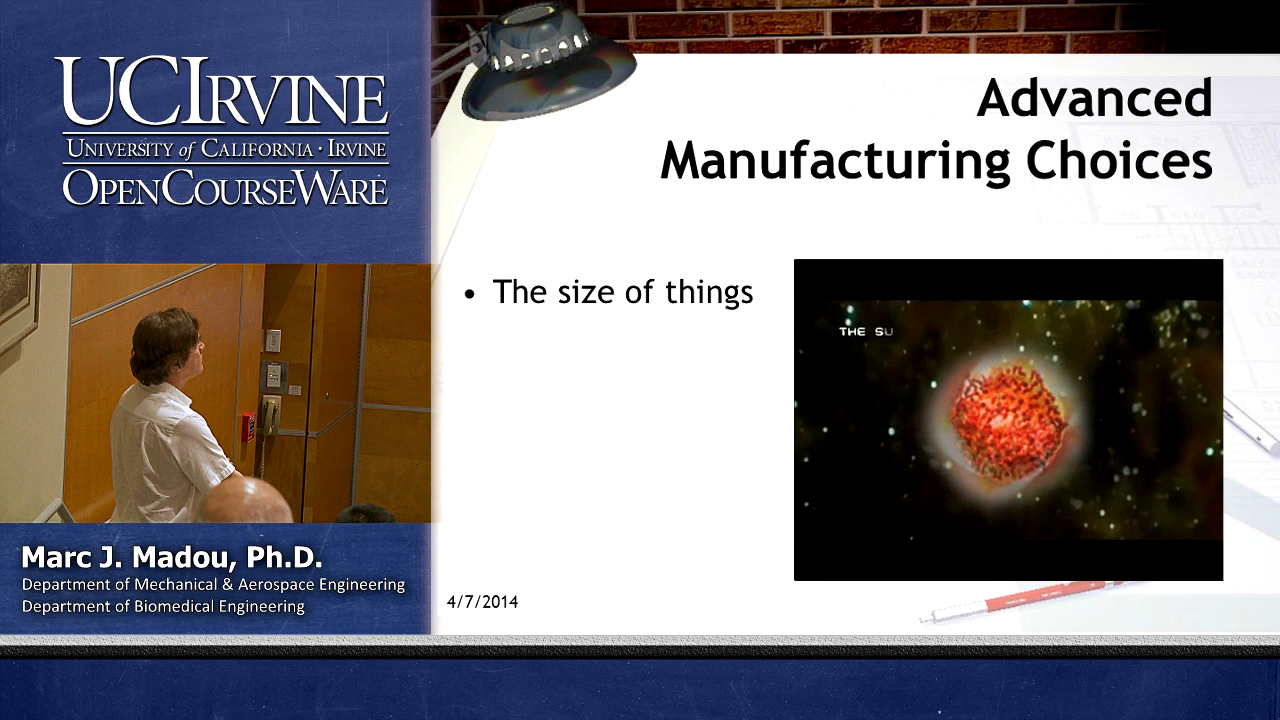 UCIRVINE
UNIVERSITY of CALIFORNIA · IRVINE
OPENCOURSEWARE
Advanced
Manufacturing Choices
• The size of things
THE SU
Marc J. Madou, Ph.D.
Department of Mechanical & Aerospace Engineering
Department of Biomedical Engineering
4/7/2014